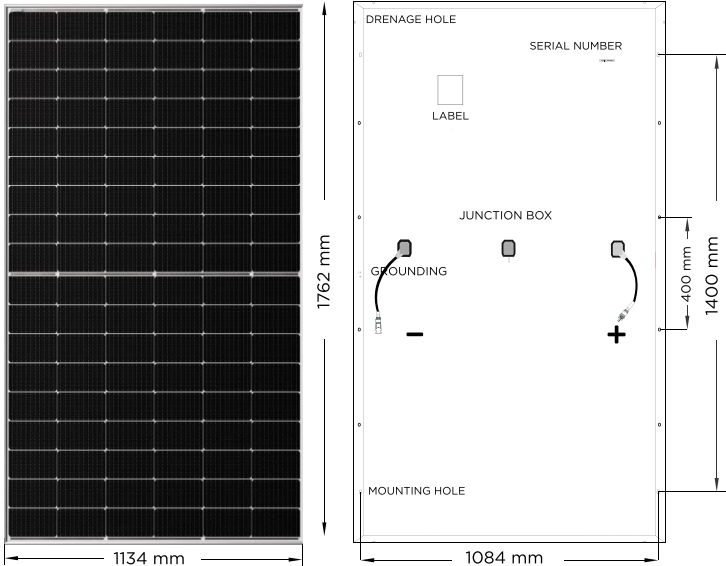 DRENAGE HOLE
SERIAL NUMBER
LABEL
JUNCTION BOX
GROUNDING
1762 mm
400 mm
1400 mm
− +
MOUNTING HOLE
1134 mm
1084 mm